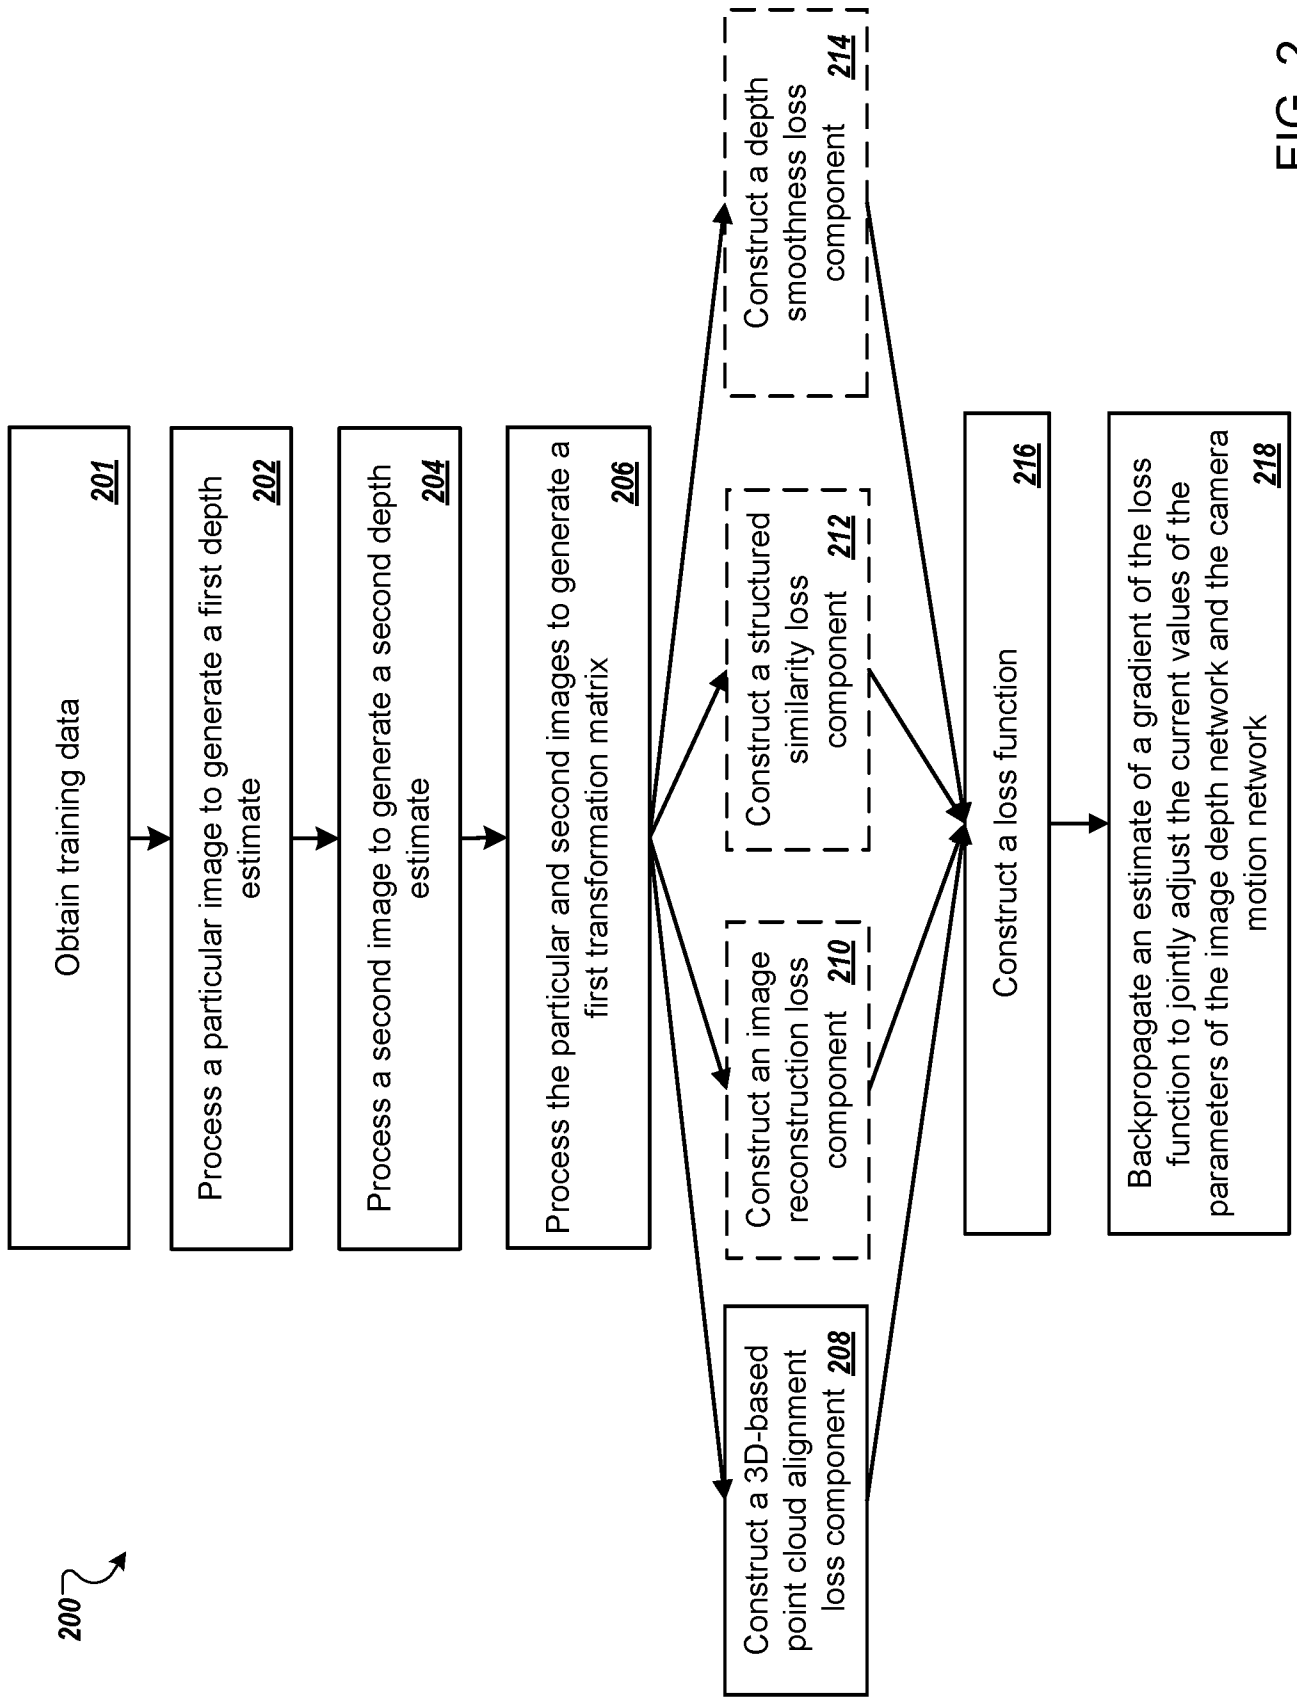 200
Obtain training data
201
Process a particular image to generate a first depth
estimate
202
Process a second image to generate a second depth
estimate
204
Process the particular and second images to generate a
first transformation matrix
206
Construct a 3D-based
point cloud alignment
loss component 208
Construct an image
reconstruction loss
component 210
Construct a structured
similarity loss
component 212
Construct a depth
smoothness loss
component 214
Construct a loss function
216
Backpropagate an estimate of a gradient of the loss
function to jointly adjust the current values of the
parameters of the image depth network and the camera
motion network
218
FIG. 2